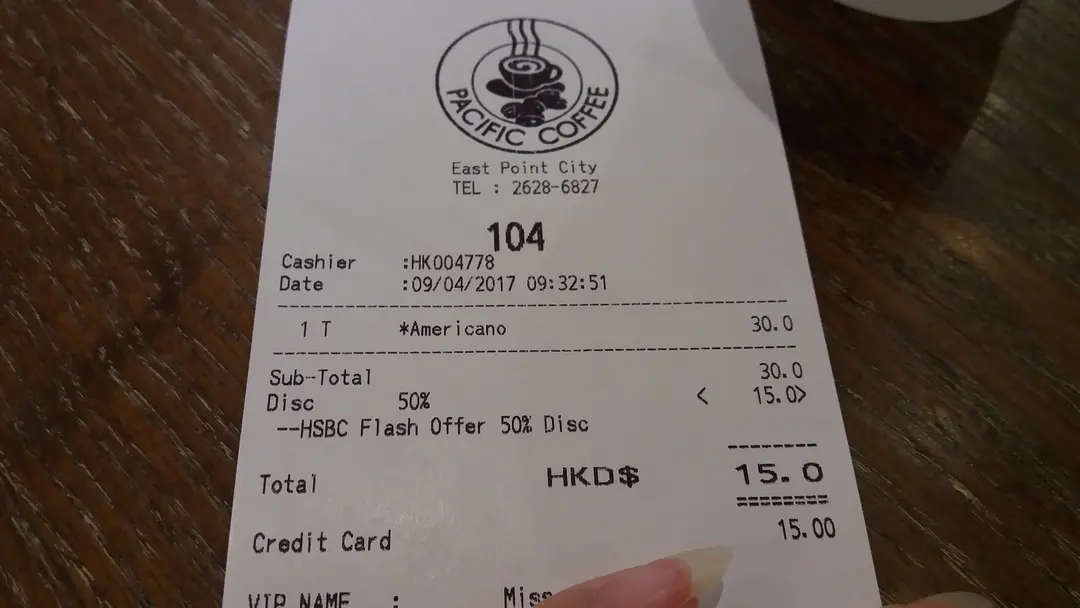 PACIFIC COFFEE
East Point City
TEL : 2628-6827
104
Cashier :HK004778
Date :09/04/2017 09:32:51
1 T *Americano 30.0
Sub-Total 30.0
Disc 50% < 15.0>
--HSBC Flash Offer 50% Disc
Total HKD$ 15.0
Credit Card 15.00
VIP NAME : Miss